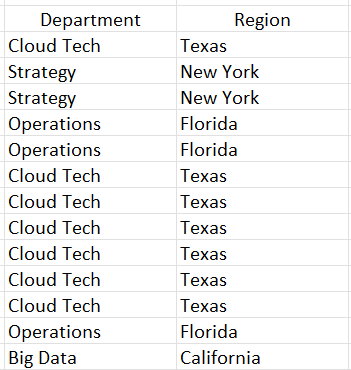 Department Region
Cloud Tech Texas
Strategy New York
Strategy New York
Operations Florida
Operations Florida
Cloud Tech Texas
Cloud Tech Texas
Cloud Tech Texas
Cloud Tech Texas
Cloud Tech Texas
Cloud Tech Texas
Operations Florida
Big Data California